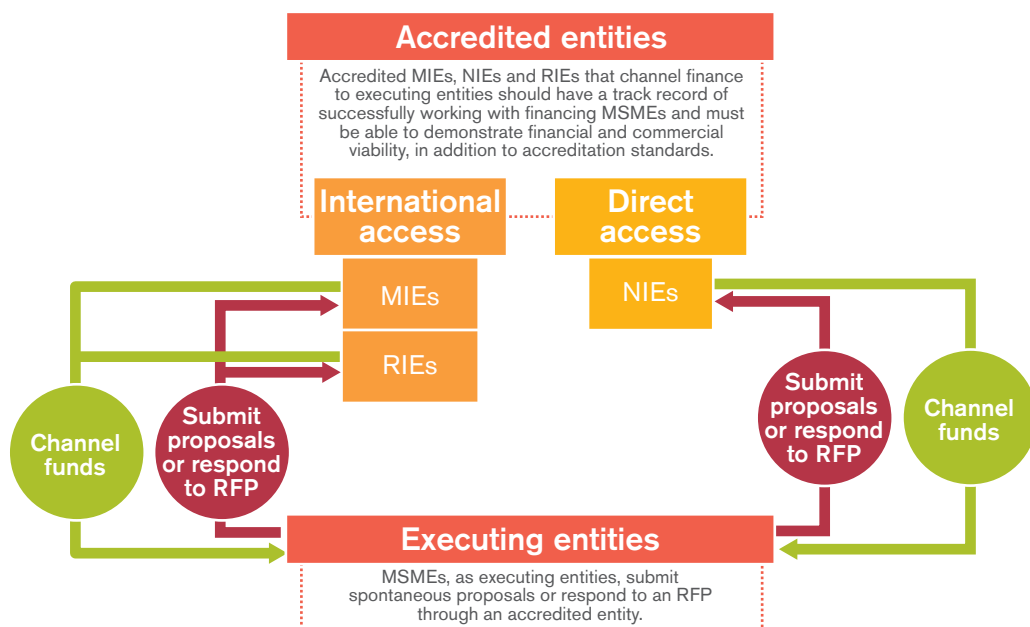 Accredited entities
Accredited MIEs, NIEs and RIEs that channel finance
to executing entities should have a track record of
successfully working with financing MSMEs and must
be able to demonstrate financial and commercial
viability, in addition to accreditation standards.
International
access
Direct
access
MIEs
NIEs
RIEs
Channel
funds
Submit
proposals
or respond
to RFP
Submit
proposals
or respond
to RFP
Channel
funds
Executing entities
MSMEs, as executing entities, submit
spontaneous proposals or respond to an RFP
through an accredited entity.